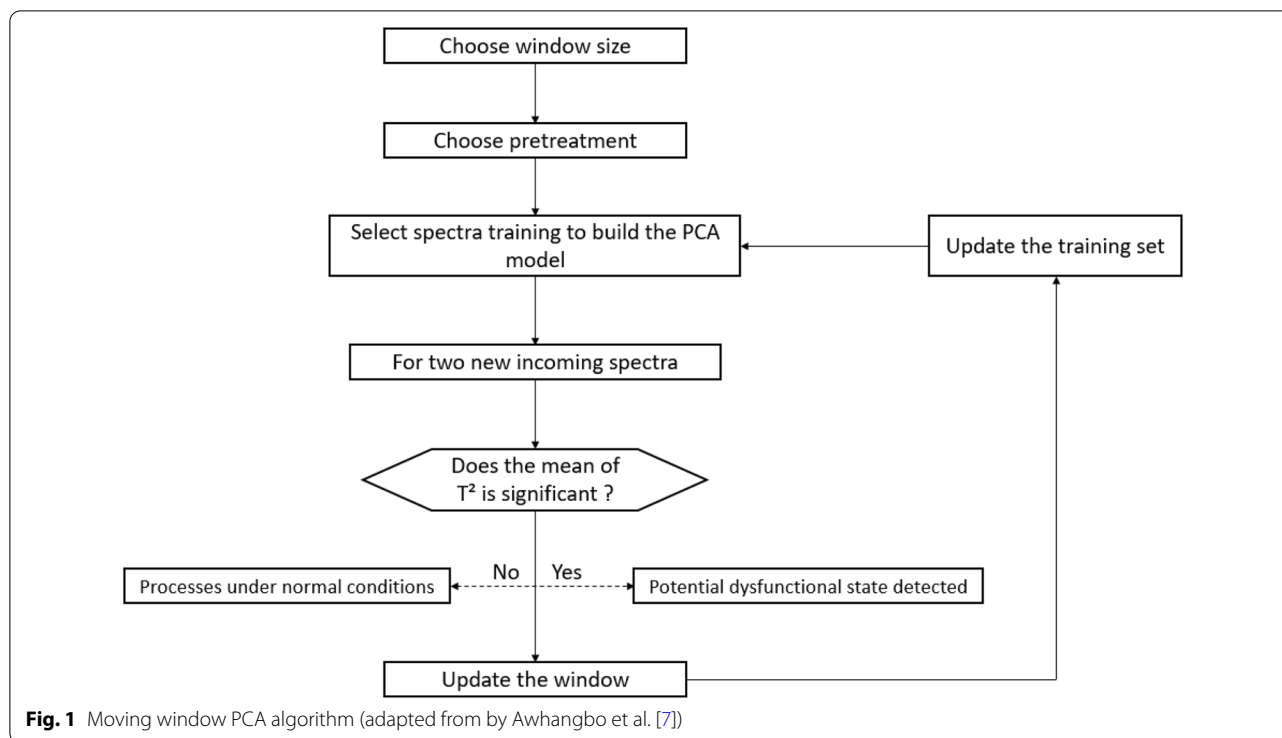 Choose window size
Choose pretreatment
Select spectra training to build the PCA
model
Update the training set
For two new incoming spectra
Does the mean of
T² is significant ?
No Yes
Processes under normal conditions
Potential dysfunctional state detected
Update the window
Fig. 1 Moving window PCA algorithm (adapted from by Awhangbo et al. [7])